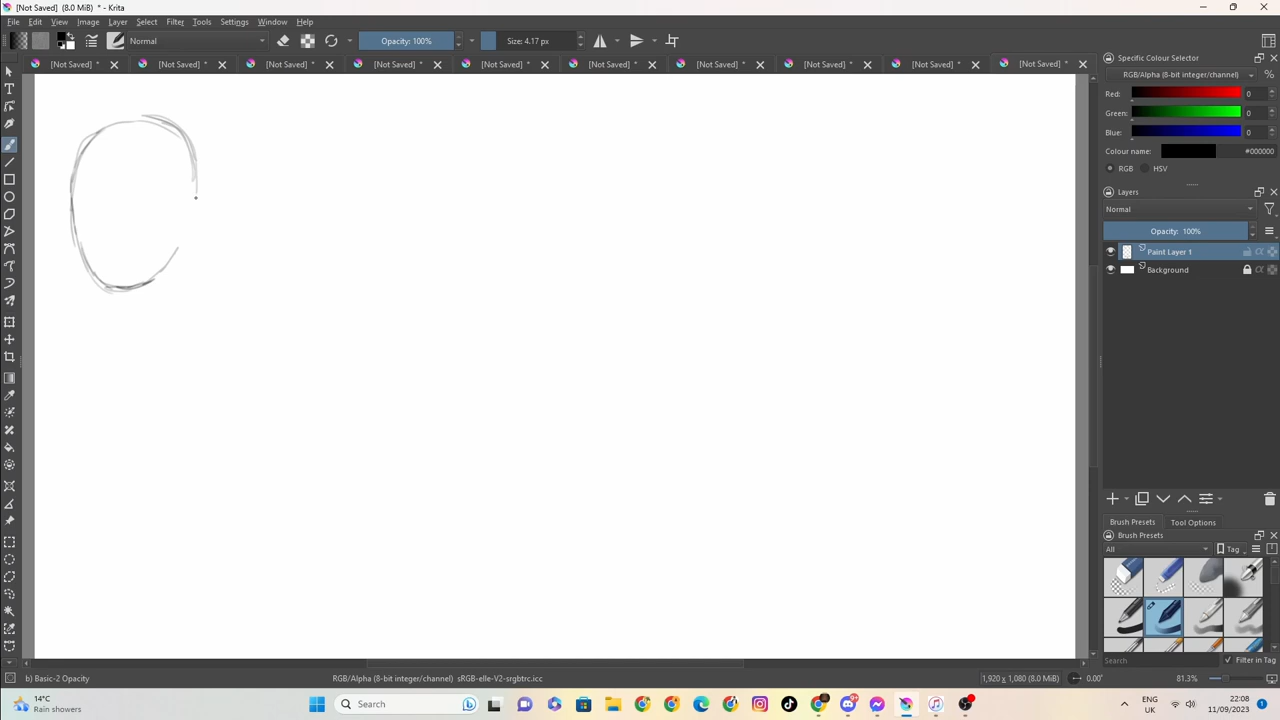 [Not Saved] (8.0 MiB) * - Krita
File Edit View Image Layer Select Filter Tools Settings Window Help
Normal Opacity: 100% Size: 4.17 px
[Not Saved] * [Not Saved] * [Not Saved] * [Not Saved] * [Not Saved] * [Not Saved] * [Not Saved] * [Not Saved] * [Not Saved] * [Not Saved] *
Specific Colour Selector
RGB/Alpha (8-bit integer/channel) %
Red: 0
Green: 0
Blue: 0
Colour name: #000000
RGB HSV
Layers
Normal
Opacity: 100%
Paint Layer 1
Background
Brush Presets Tool Options
Brush Presets
All Tag
Search Filter in Tag
b) Basic-2 Opacity RGB/Alpha (8-bit integer/channel) sRGB-elle-V2-srgbtrc.icc 1,920 x 1,080 (8.0 MiB) 0.00° 81.3%
14°C
Rain showers
Search
ENG
UK
22:08
11/09/2023